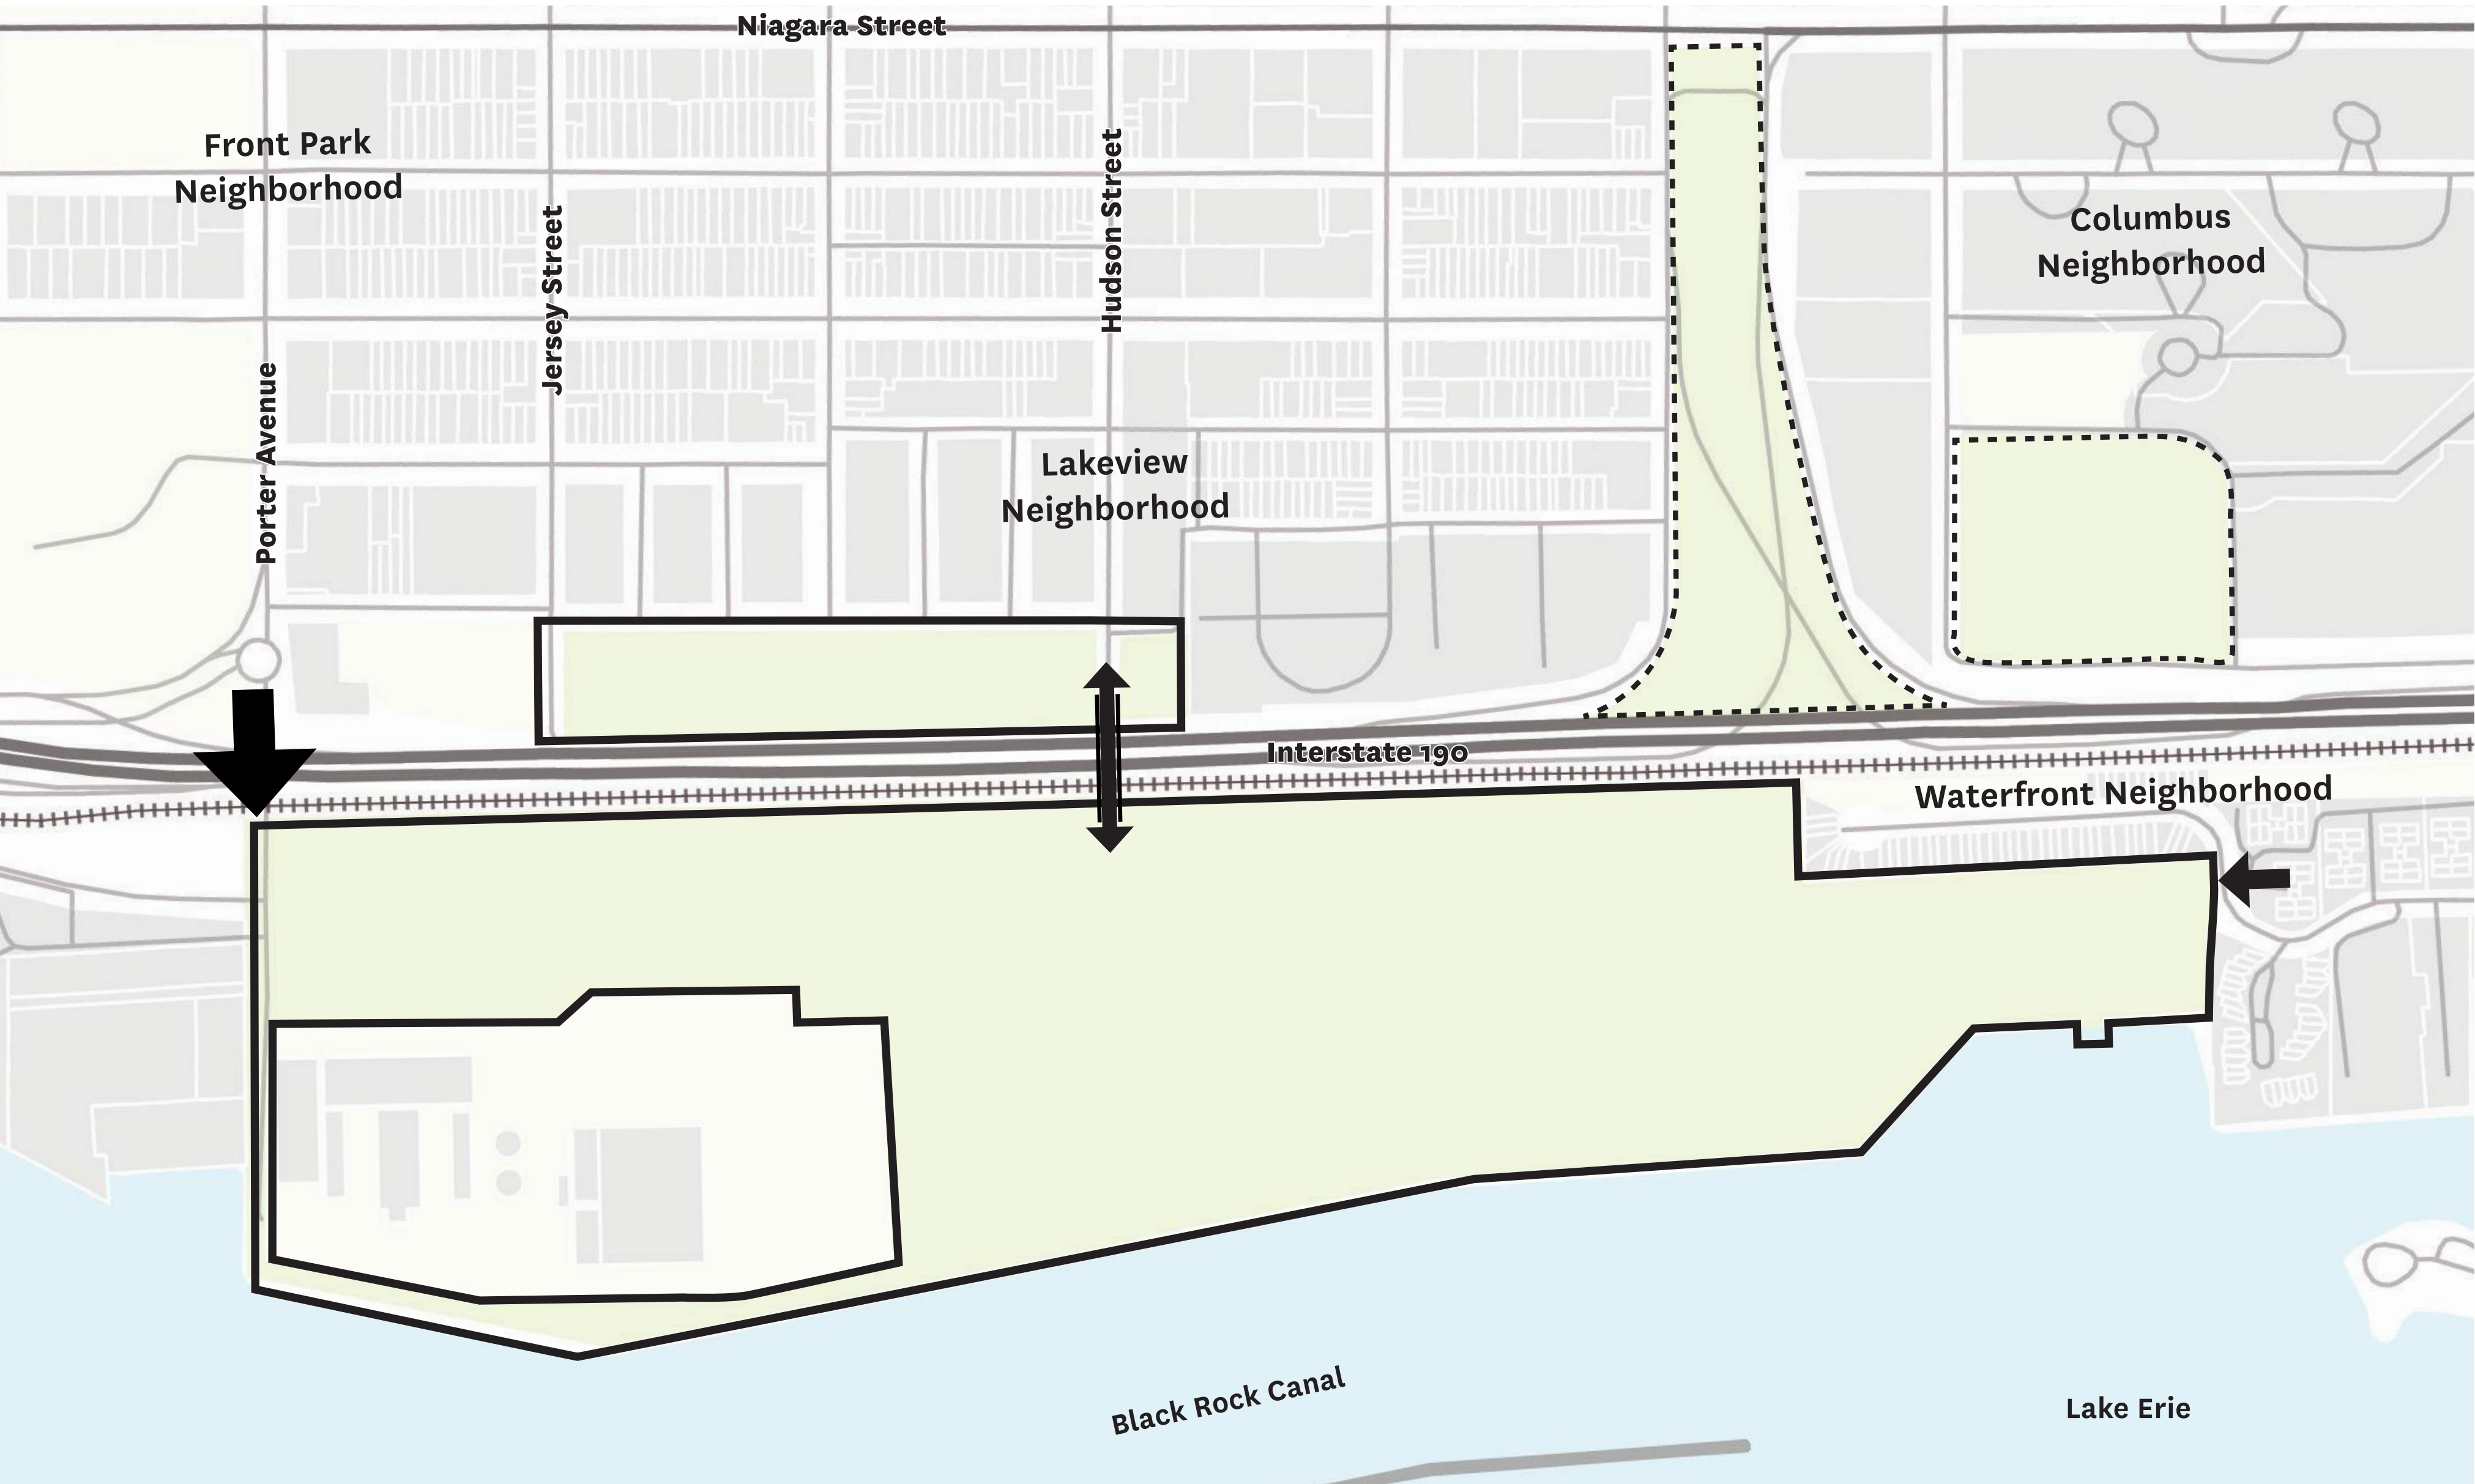 Niagara Street
Front Park
Neighborhood
Hudson Street
Columbus
Neighborhood
Jersey Street
Porter Avenue
Lakeview
Neighborhood
Interstate 190
Waterfront Neighborhood
Black Rock Canal
Lake Erie